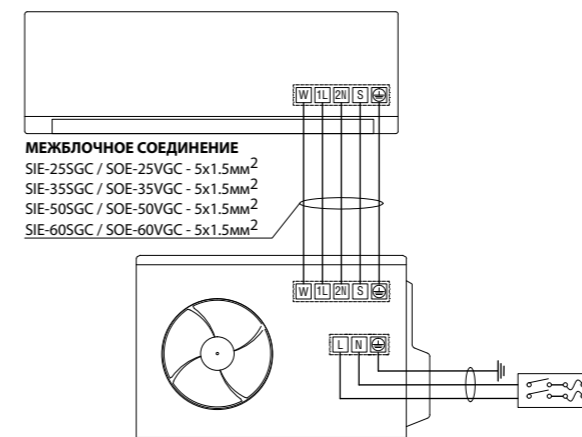 W 1L 2N S
МЕЖБЛОЧНОЕ СОЕДИНЕНИЕ
SIE-25SGC / SOE-25VGC - 5x1.5мм²
SIE-35SGC / SOE-35VGC - 5x1.5мм²
SIE-50SGC / SOE-50VGC - 5x1.5мм²
SIE-60SGC / SOE-60VGC - 5x1.5мм²
W 1L 2N S
L N